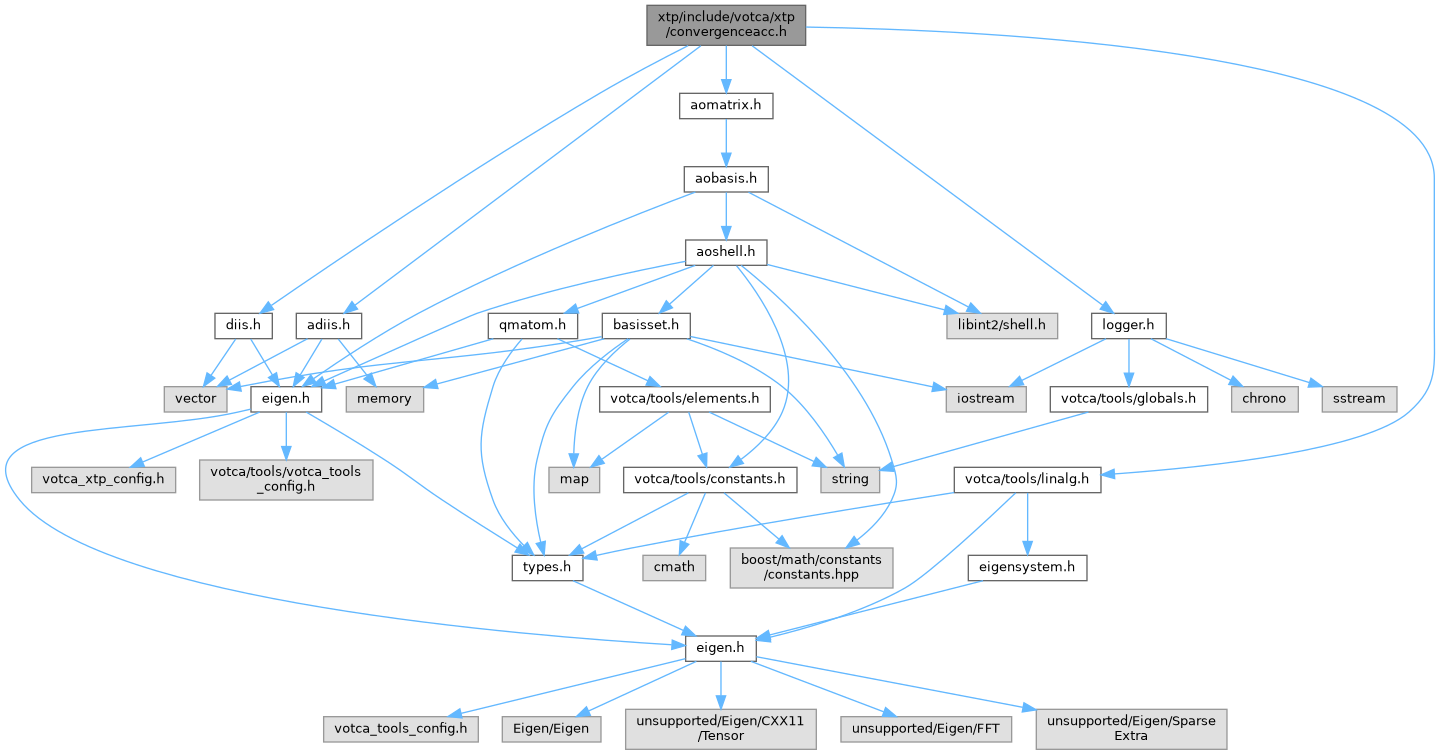 xtp/include/votca/xtp
/convergenceacc.h
aomatrix.h
aobasis.h
aoshell.h
diis.h
adiis.h
qmatom.h
basisset.h
libint2/shell.h
logger.h
vector
eigen.h
memory
votca/tools/elements.h
iostream
votca/tools/globals.h
chrono
sstream
votca_xtp_config.h
votca/tools/votca_tools
_config.h
map
votca/tools/constants.h
string
votca/tools/linalg.h
types.h
cmath
boost/math/constants
/constants.hpp
eigensystem.h
eigen.h
votca_tools_config.h
Eigen/Eigen
unsupported/Eigen/CXX11
/Tensor
unsupported/Eigen/FFT
unsupported/Eigen/Sparse
Extra